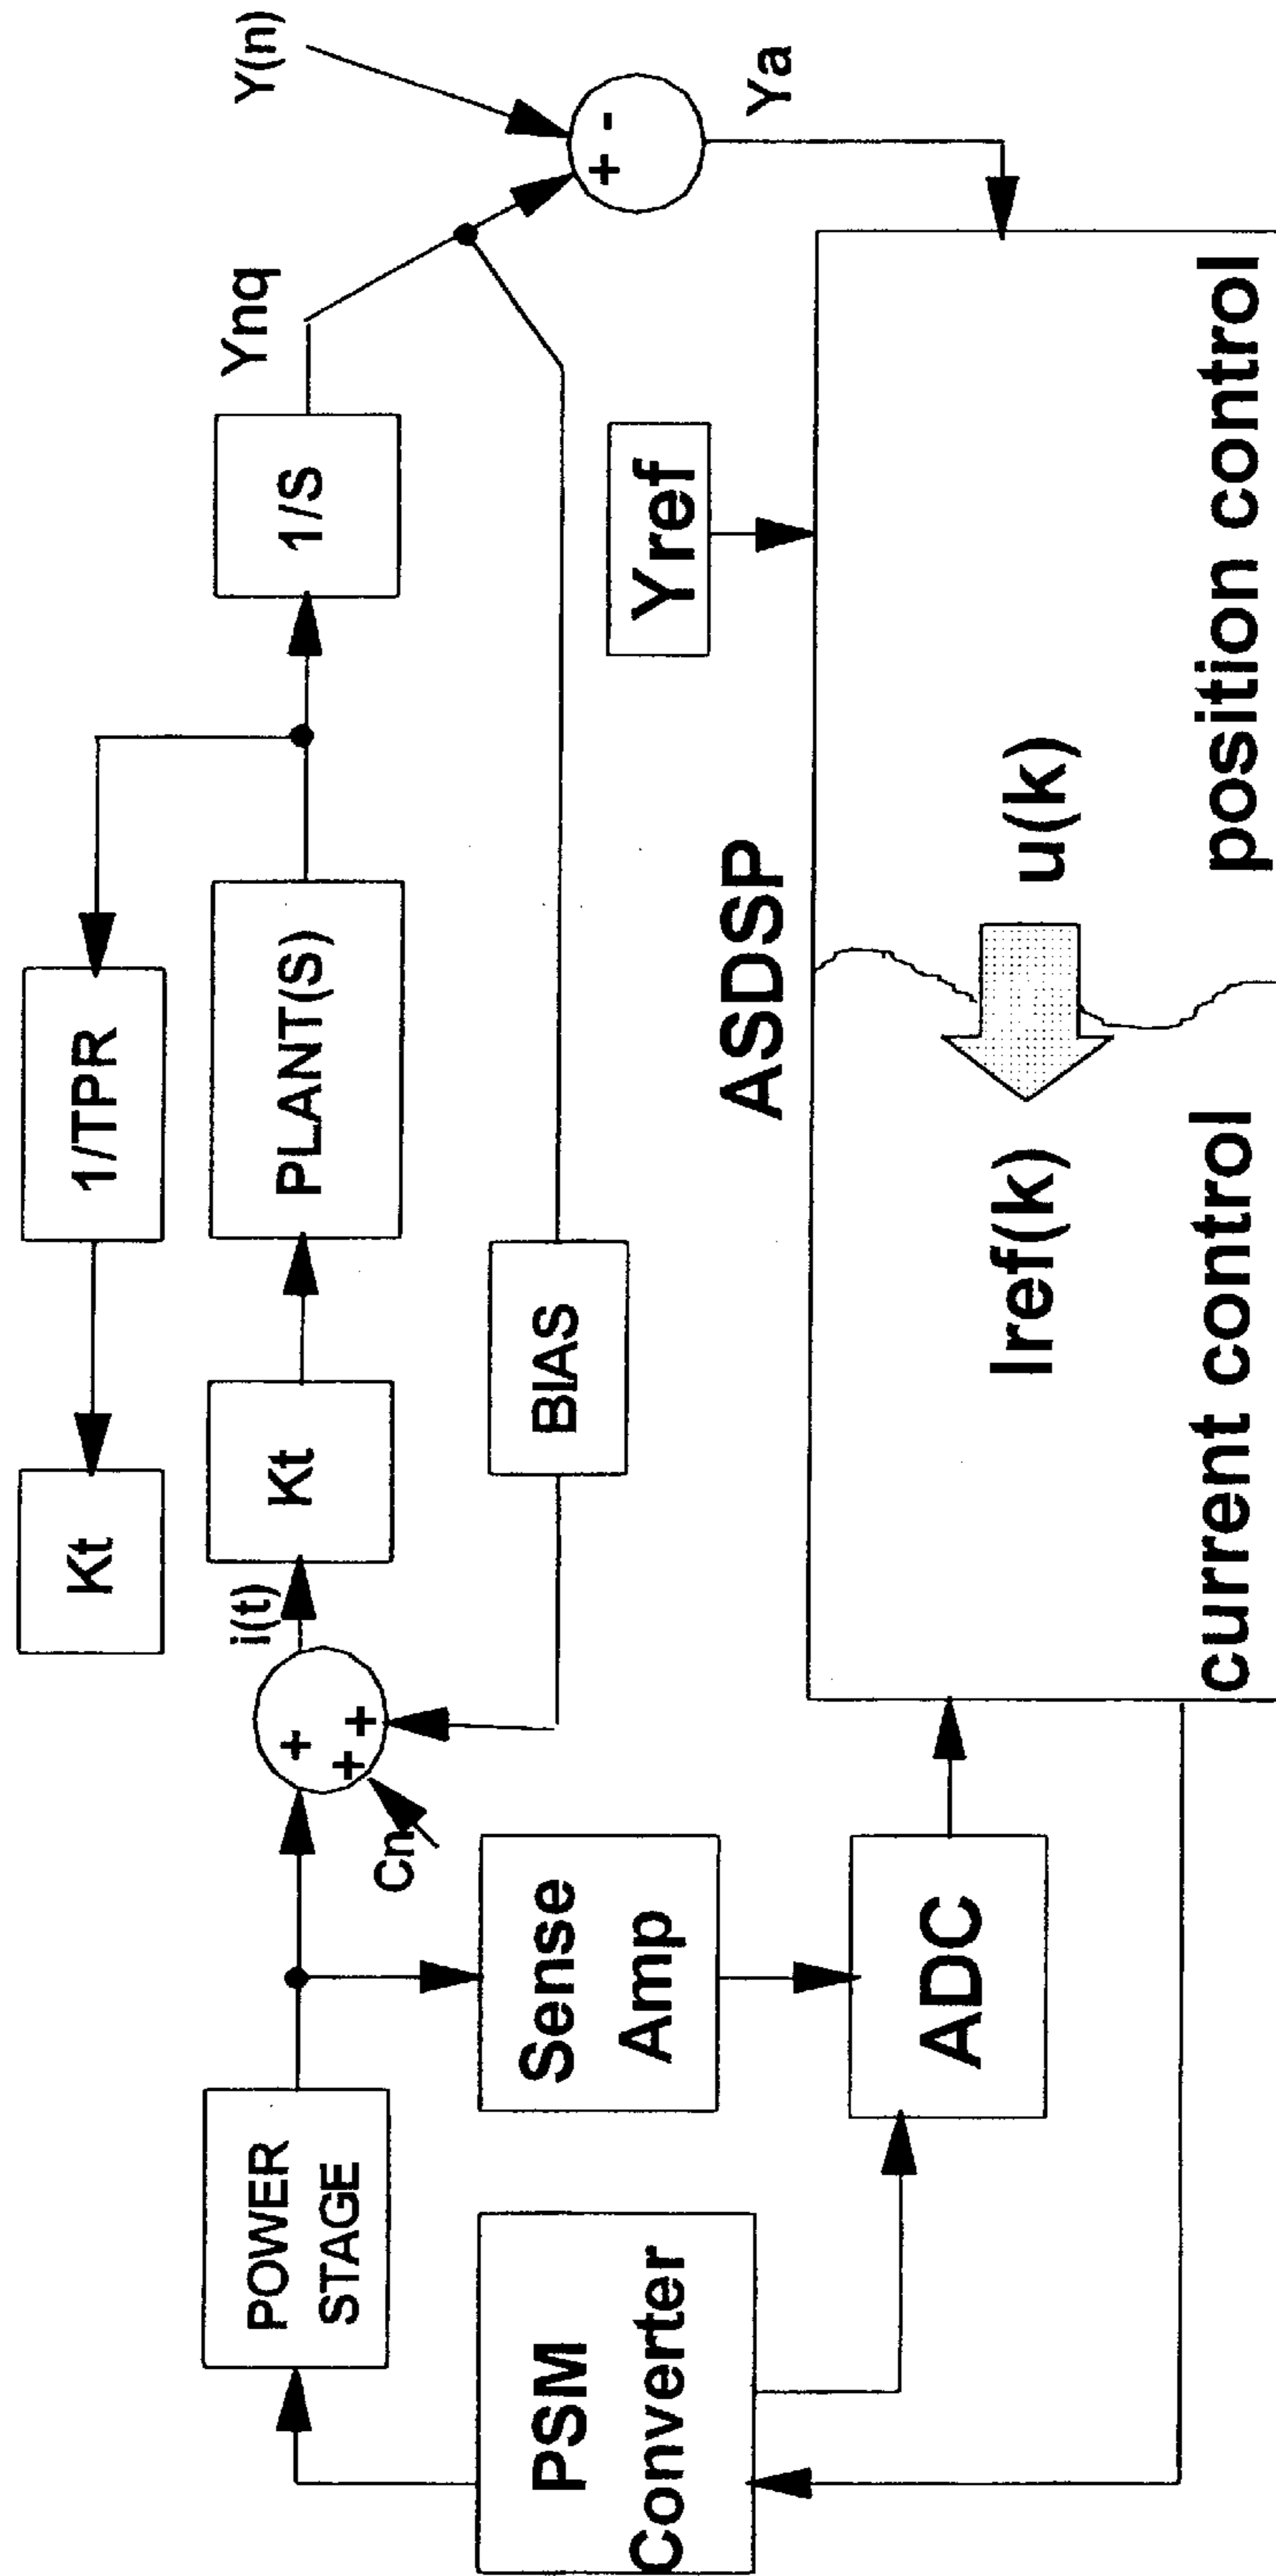 Kt
1/TPR
POWER
STAGE
+
+
+
Cn
i(t)
Kt
PLANT(S)
1/S
Ynq
Y(n)
+ -
Ya
PSM
Converter
Sense
Amp
BIAS
Yref
ADC
ASDSP
Iref(k)
u(k)
current control
position control